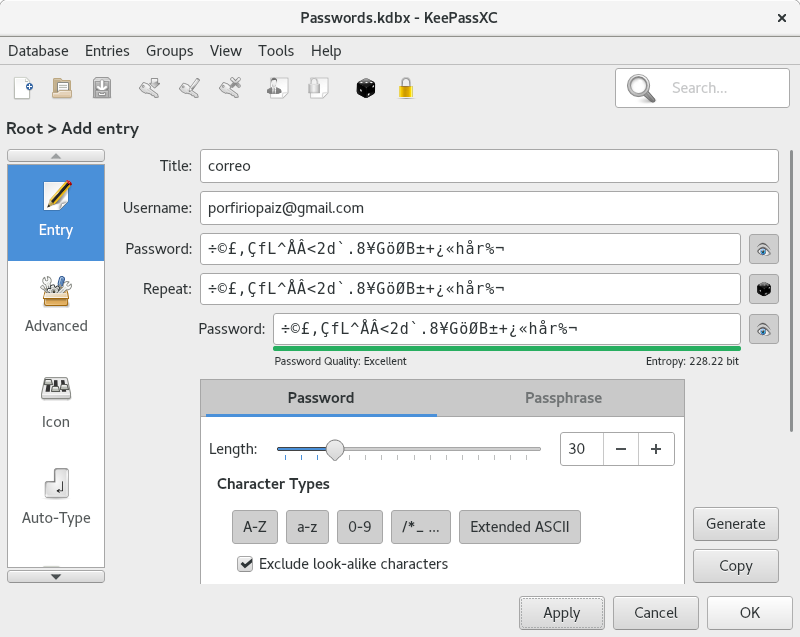 Passwords.kdbx - KeePassXC
Database Entries Groups View Tools Help
Search...
Root > Add entry
Title: correo
Username: porfiriopaiz@gmail.com
Entry
Password: ÷©£,ÇfL^ÅÂ<2d`.8¥GöØB±+¿«hår%¬
Repeat: ÷©£,ÇfL^ÅÂ<2d`.8¥GöØB±+¿«hår%¬
Advanced
Password: ÷©£,ÇfL^ÅÂ<2d`.8¥GöØB±+¿«hår%¬
Password Quality: Excellent Entropy: 228.22 bit
Password Passphrase
Icon
Length: 30
Character Types
Auto-Type
A-Z a-z 0-9 /*_ ... Extended ASCII
Generate
Exclude look-alike characters
Copy
Apply Cancel OK